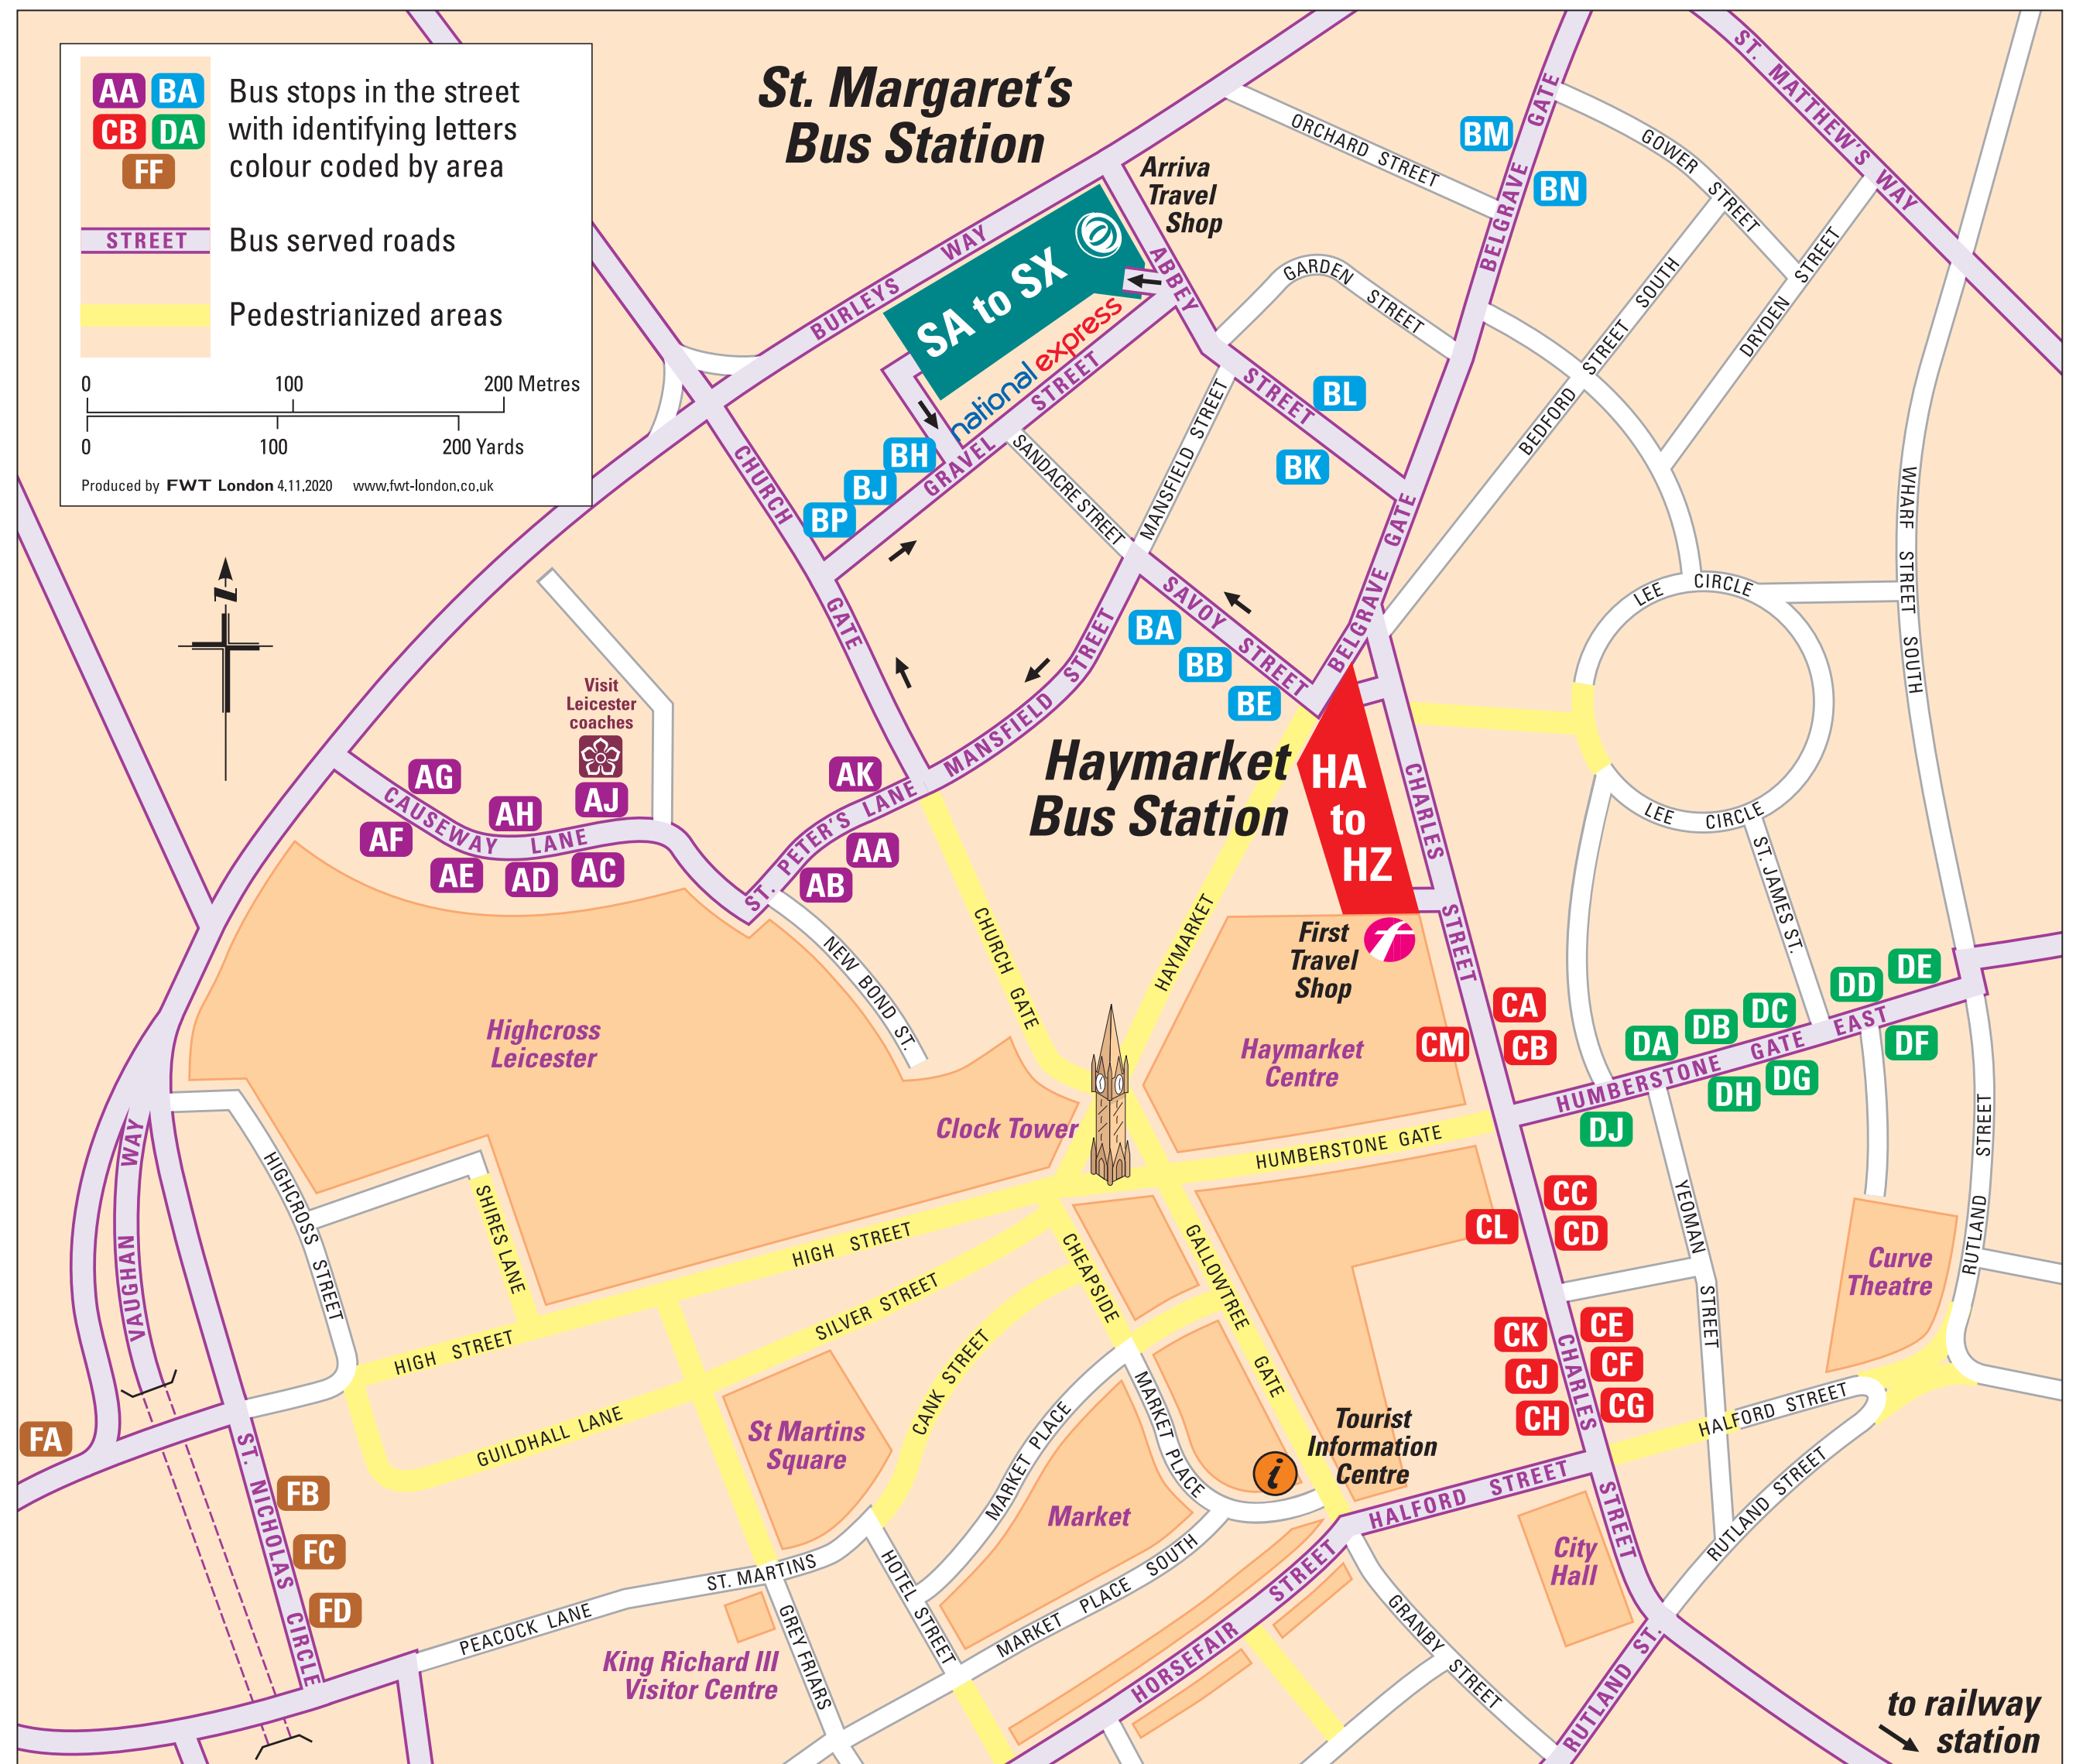 AA BA
CB DA
FF
Bus stops in the street
with identifying letters
colour coded by area
STREET
Bus served roads
Pedestrianized areas
0 100 200 Metres
0 100 200 Yards
Produced by FWT London 4.11.2020 www.fwt-london.co.uk
St. Margaret's
Bus Station
Arriva
Travel
Shop
SA to SX
national express
BURLEYS WAY
ABBEY
STREET
ORCHARD STREET
BELGRAVE GATE
BELGRAVE GATE
BELGRAVE GATE
GOWER STREET
ST. MATTHEW'S WAY
BM
BN
GARDEN STREET
BEDFORD STREET SOUTH
DRYDEN STREET
WHARF STREET SOUTH
BL
BK
GRAVEL STREET
BH
BJ
BP
SANDACRE STREET
MANSFIELD STREET
CHURCH
GATE
SAVOY STREET
BA
BB
BE
MANSFIELD STREET
LEE CIRCLE
LEE CIRCLE
N
Visit
Leicester
coaches
AG
AH
AJ
AK
AF
AE
AD
AC
AB
AA
CAUSEWAY LANE
ST. PETER'S LANE
Haymarket
Bus Station
HA
to
HZ
CHARLES
STREET
ST. JAMES ST.
NEW BOND ST.
CHURCH GATE
HAYMARKET
First
Travel
Shop
Highcross
Leicester
Haymarket
Centre
Clock Tower
CM
CA
CB
DA
DB
DC
DD
DE
DF
DG
DH
DJ
HUMBERSTONE GATE EAST
HUMBERSTONE GATE
VAUGHAN WAY
HIGHCROSS STREET
SHIRES LANE
HIGH STREET
HIGH STREET
SILVER STREET
CHEAPSIDE
GALLOWTREE GATE
CL
CC
CD
YEOMAN
STREET
RUTLAND STREET
Curve
Theatre
CK
CJ
CH
CE
CF
CG
CHARLES
STREET
HALFORD STREET
GUILDHALL LANE
CANK STREET
St Martins
Square
MARKET PLACE
MARKET PLACE
Market
Tourist
Information
Centre
i
HALFORD STREET
City
Hall
RUTLAND STREET
FA
FB
FC
FD
ST. NICHOLAS CIRCLE
ST. MARTINS
PEACOCK LANE
HOTEL STREET
MARKET PLACE SOUTH
GREYFRIARS
King Richard III
Visitor Centre
HORSEFAIR STREET
GRANBY STREET
RUTLAND ST.
to railway
station